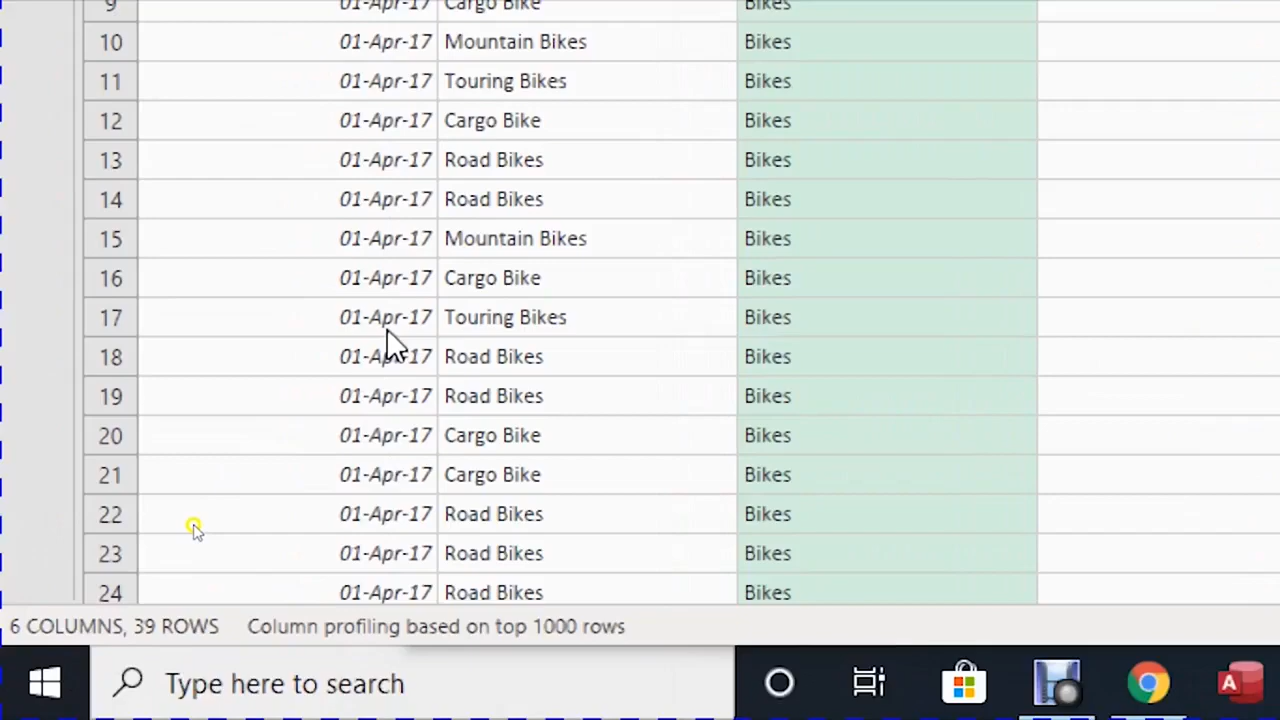 9 01-Apr-17 Cargo Bike Bikes
10 01-Apr-17 Mountain Bikes Bikes
11 01-Apr-17 Touring Bikes Bikes
12 01-Apr-17 Cargo Bike Bikes
13 01-Apr-17 Road Bikes Bikes
14 01-Apr-17 Road Bikes Bikes
15 01-Apr-17 Mountain Bikes Bikes
16 01-Apr-17 Cargo Bike Bikes
17 01-Apr-17 Touring Bikes Bikes
18 01-Apr-17 Road Bikes Bikes
19 01-Apr-17 Road Bikes Bikes
20 01-Apr-17 Cargo Bike Bikes
21 01-Apr-17 Cargo Bike Bikes
22 01-Apr-17 Road Bikes Bikes
23 01-Apr-17 Road Bikes Bikes
24 01-Apr-17 Road Bikes Bikes
6 COLUMNS, 39 ROWS Column profiling based on top 1000 rows
Type here to search A